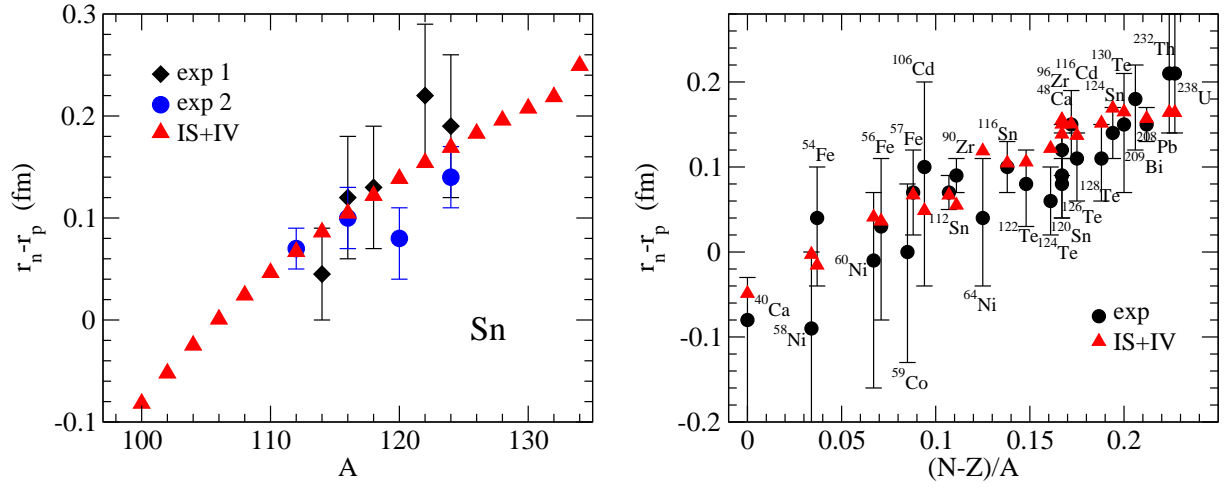 0.2
0.1
0
-0.1
100
110
120
130
r_n-r_p (fm)
A
exp 1
exp 2
IS+IV
Sn
0.2
0.1
0
-0.1
-0.2
0
0.05
0.1
0.15
0.2
r_n-r_p (fm)
(N-Z)/A
exp
IS+IV
^40Ca
^58Ni
^54Fe
^60Ni
^56Fe
^59Co
^57Fe
^106Cd
^112Sn
^90Zr
^64Ni
^116Sn
^122Te
^124Te
^96Zr
^48Ca
^120Sn
^126Te
^116Cd
^128Te
^124Sn
^130Te
^209Bi
^208Pb
^232Th
^238U